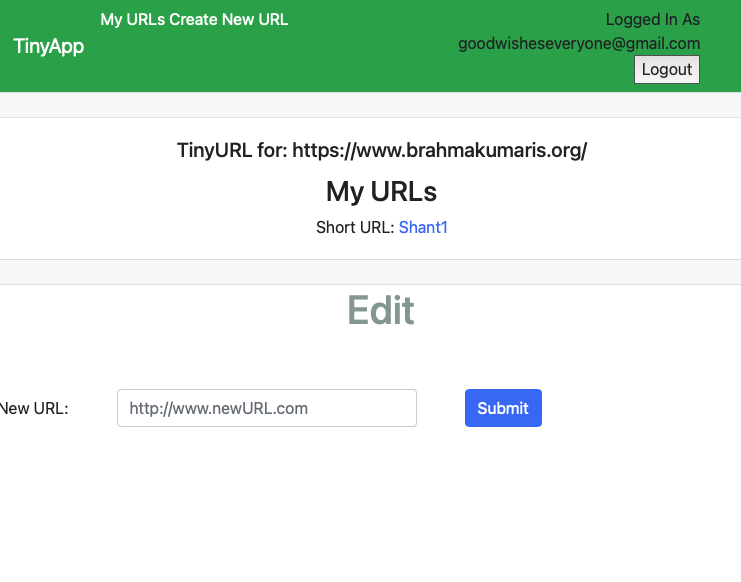 My URLs Create New URL
Logged In As
TinyApp
goodwisheseveryone@gmail.com
Logout
TinyURL for: https://www.brahmakumaris.org/
My URLs
Short URL: Shant1
Edit
New URL: http://www.newURL.com Submit